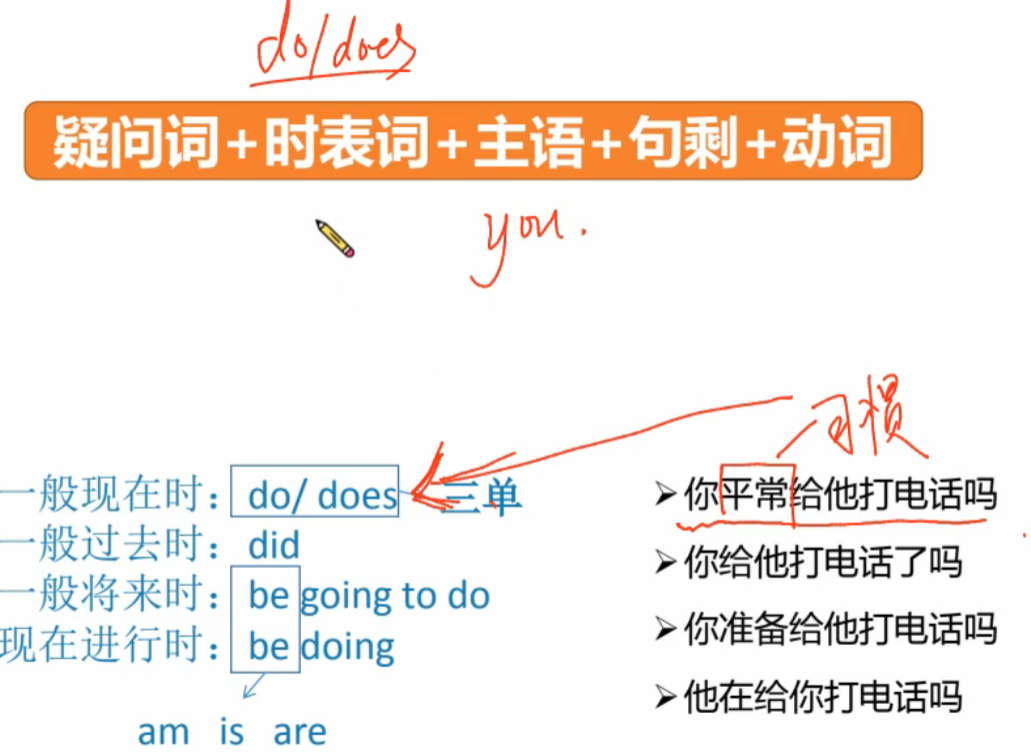 do/does
疑问词+时表词+主语+句剩+动词
you.
习惯
一般现在时：do/ does 三单
➢你平常给他打电话吗
一般过去时：did
➢你给他打电话了吗
一般将来时：be going to do
➢你准备给他打电话吗
现在进行时：be doing
➢他在给你打电话吗
am is are